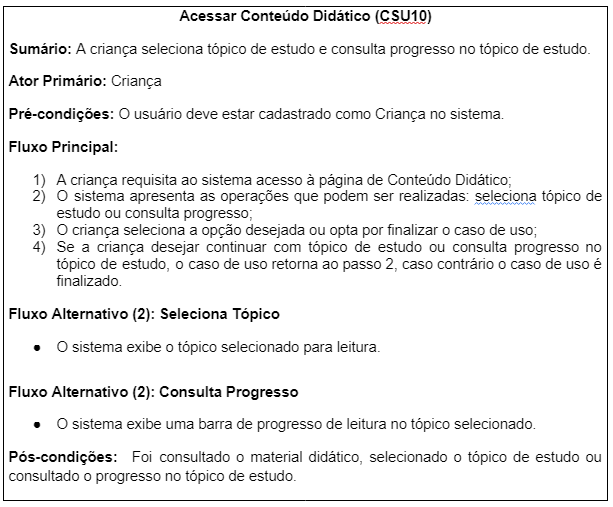 Acessar Conteúdo Didático (CSU10)
Sumário: A criança seleciona tópico de estudo e consulta progresso no tópico de estudo.
Ator Primário: Criança
Pré-condições: O usuário deve estar cadastrado como Criança no sistema.
Fluxo Principal:
1) A criança requisita ao sistema acesso à página de Conteúdo Didático;
2) O sistema apresenta as operações que podem ser realizadas: seleciona tópico de
estudo ou consulta progresso;
3) O criança seleciona a opção desejada ou opta por finalizar o caso de uso;
4) Se a criança desejar continuar com tópico de estudo ou consulta progresso no
tópico de estudo, o caso de uso retorna ao passo 2, caso contrário o caso de uso é
finalizado.
Fluxo Alternativo (2): Seleciona Tópico
● O sistema exibe o tópico selecionado para leitura.
Fluxo Alternativo (2): Consulta Progresso
● O sistema exibe uma barra de progresso de leitura no tópico selecionado.
Pós-condições: Foi consultado o material didático, selecionado o tópico de estudo ou
consultado o progresso no tópico de estudo.